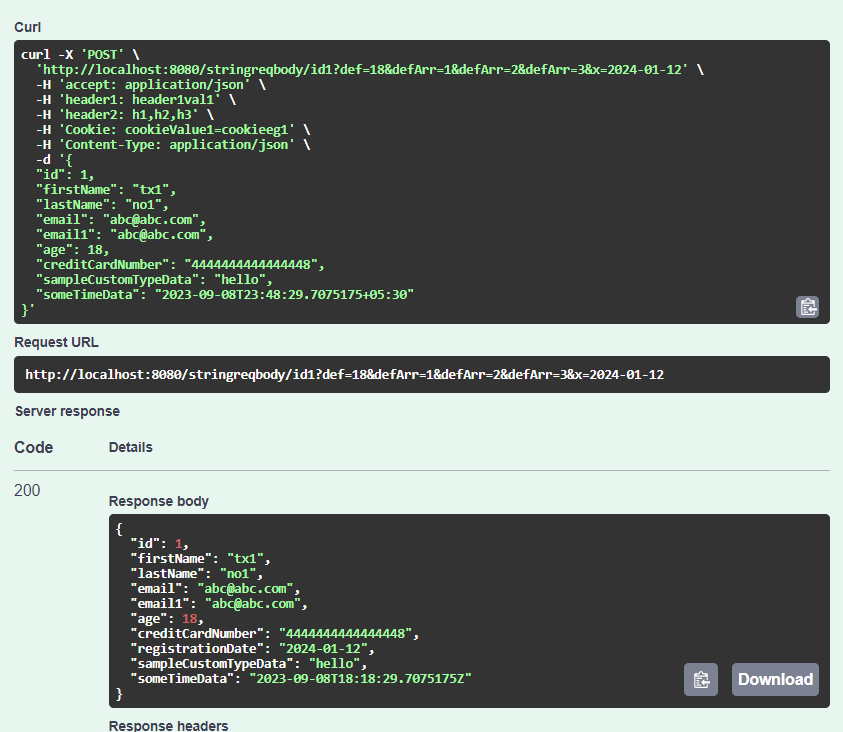 Curl
curl -X 'POST' \
'http://localhost:8080/stringreqbody/id1?def=18&defArr=1&defArr=2&defArr=3&x=2024-01-12' \
-H 'accept: application/json' \
-H 'header1: header1val1' \
-H 'header2: h1,h2,h3' \
-H 'Cookie: cookieValue1=cookieeg1' \
-H 'Content-Type: application/json' \
-d '{
"id": 1,
"firstName": "tx1",
"lastName": "no1",
"email": "abc@abc.com",
"email1": "abc@abc.com",
"age": 18,
"creditCardNumber": "4444444444444448",
"sampleCustomTypeData": "hello",
"someTimeData": "2023-09-08T23:48:29.7075175+05:30"
}'
Request URL
http://localhost:8080/stringreqbody/id1?def=18&defArr=1&defArr=2&defArr=3&x=2024-01-12
Server response
Code Details
200
Response body
{
"id": 1,
"firstName": "tx1",
"lastName": "no1",
"email": "abc@abc.com",
"email1": "abc@abc.com",
"age": 18,
"creditCardNumber": "4444444444444448",
"registrationDate": "2024-01-12",
"sampleCustomTypeData": "hello",
"someTimeData": "2023-09-08T18:18:29.7075175Z"
}
Download
Response headers